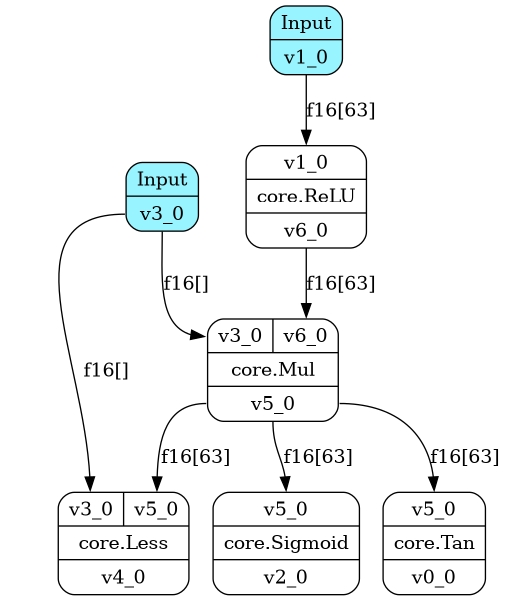 Input
v1_0
f16[63]
v1_0
core.ReLU
v6_0
Input
v3_0
f16[]
f16[63]
v3_0 v6_0
core.Mul
v5_0
f16[]
f16[63]
f16[63]
f16[63]
v3_0 v5_0
core.Less
v4_0
v5_0
core.Sigmoid
v2_0
v5_0
core.Tan
v0_0